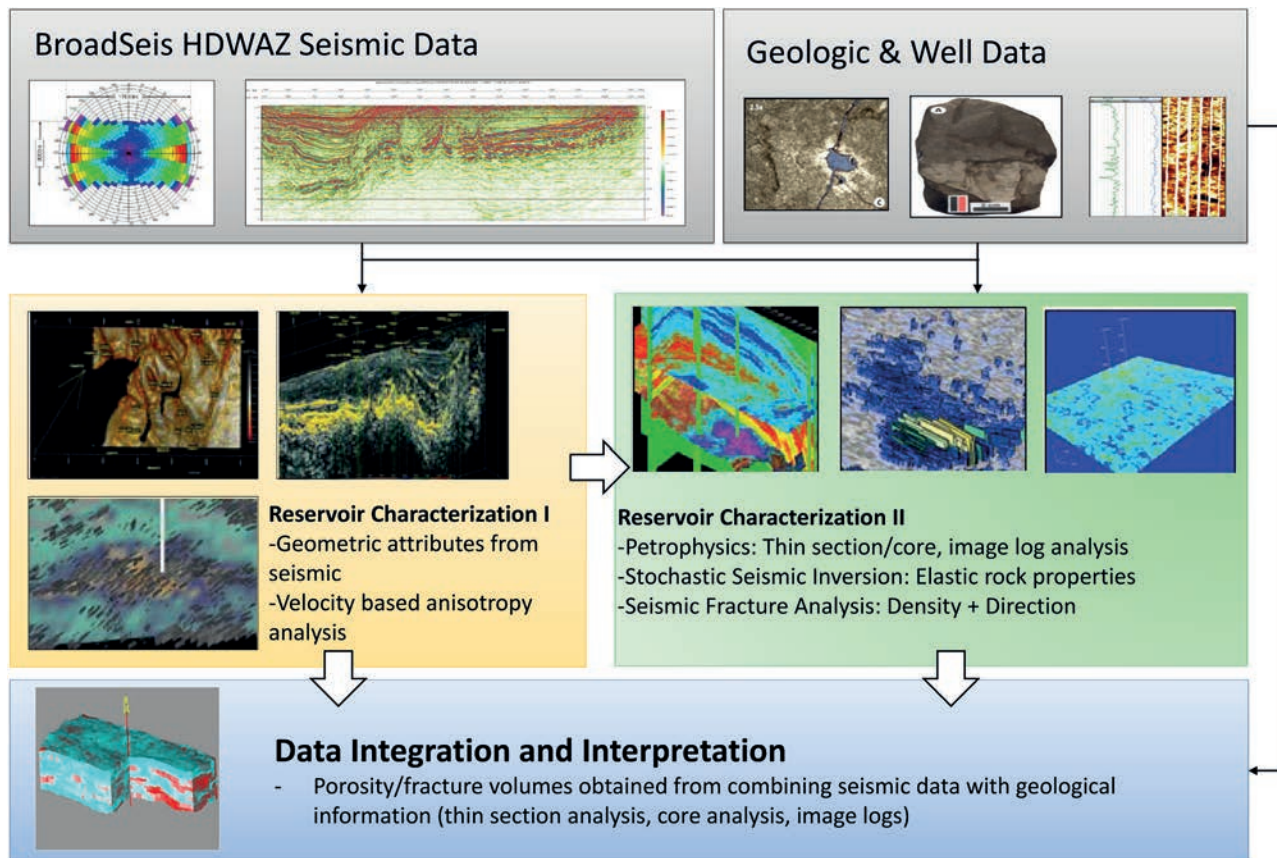 BroadSeis HDWAZ Seismic Data
Geologic & Well Data
2.5x
A
C
Reservoir Characterization I
-Geometric attributes from
seismic
-Velocity based anisotropy
analysis
Reservoir Characterization II
-Petrophysics: Thin section/core, image log analysis
-Stochastic Seismic Inversion: Elastic rock properties
-Seismic Fracture Analysis: Density + Direction
Data Integration and Interpretation
- Porosity/fracture volumes obtained from combining seismic data with geological
information (thin section analysis, core analysis, image logs)